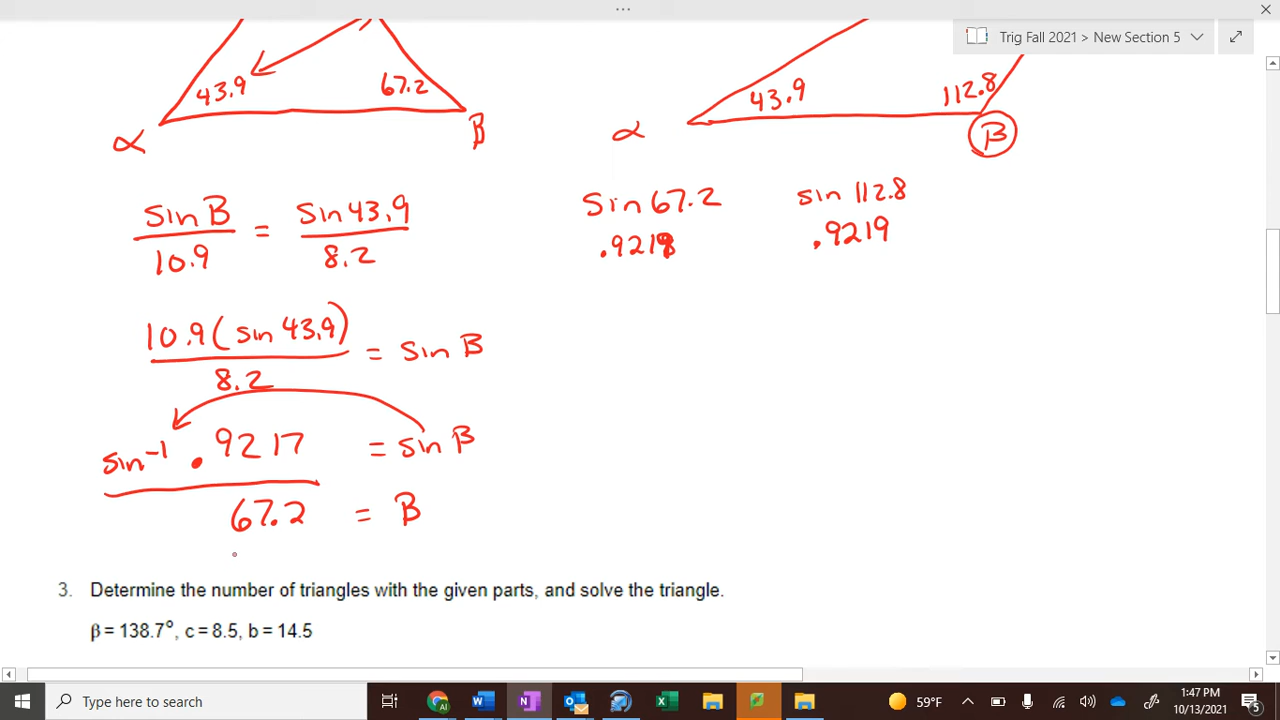 Trig Fall 2021 > New Section 5
43.9 67.2
43.9 112.8
α β
α β
sin B / 10.9 = sin 43.9 / 8.2
sin 67.2 sin 112.8
.9219 .9219
10.9 (sin 43.9) / 8.2 = sin B
sin⁻¹ .9217 = sin β
67.2 = B
3. Determine the number of triangles with the given parts, and solve the triangle.
β = 138.7°, c = 8.5, b = 14.5
Type here to search
59°F
1:47 PM
10/13/2021
5